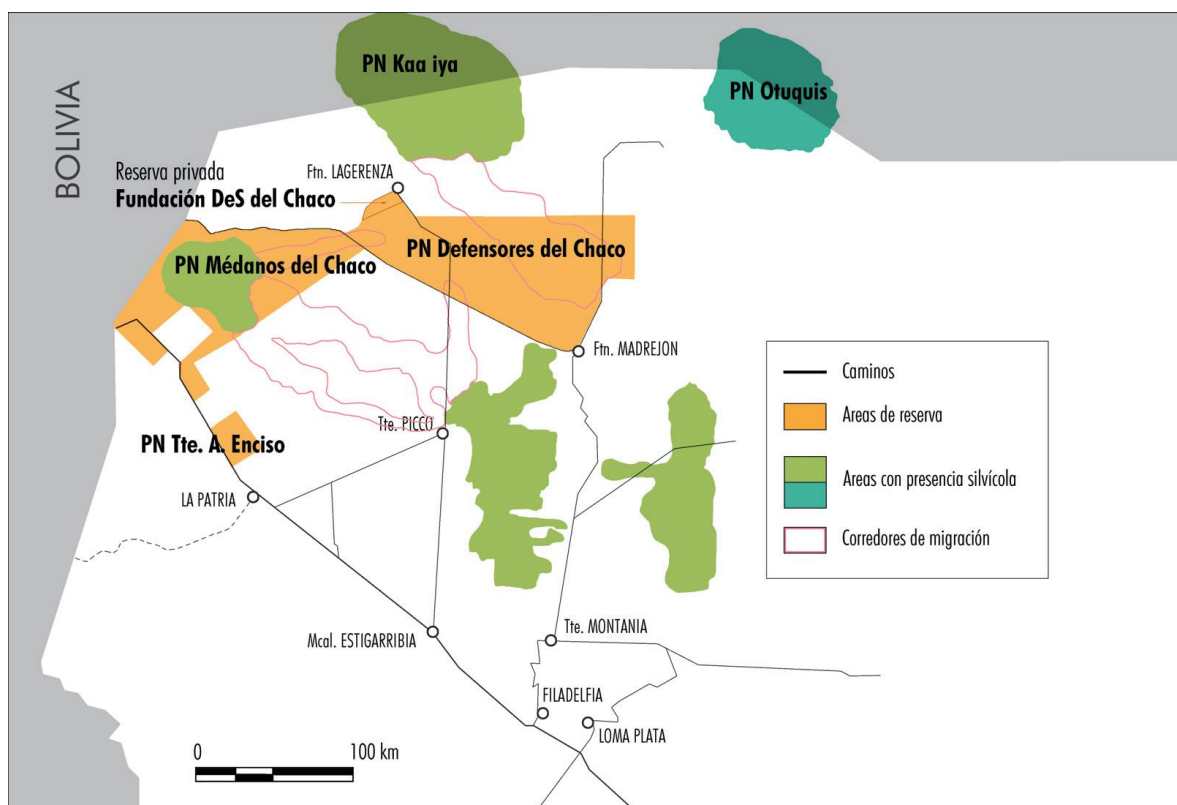 PN Kaa iya
PN Otuquis
BOLIVIA
Reserva privada
Fundación DeS del Chaco
Ftn. LAGERENZA
PN Médanos del Chaco
PN Defensores del Chaco
Ftn. MADREJON
Tte. PICCO
PN Tte. A. Enciso
LA PATRIA
Mcal. ESTIGARRIBIA
Tte. MONTANIA
FILADELFIA
LOMA PLATA
0 100 km
Caminos
Areas de reserva
Areas con presencia silvícola
Corredores de migración